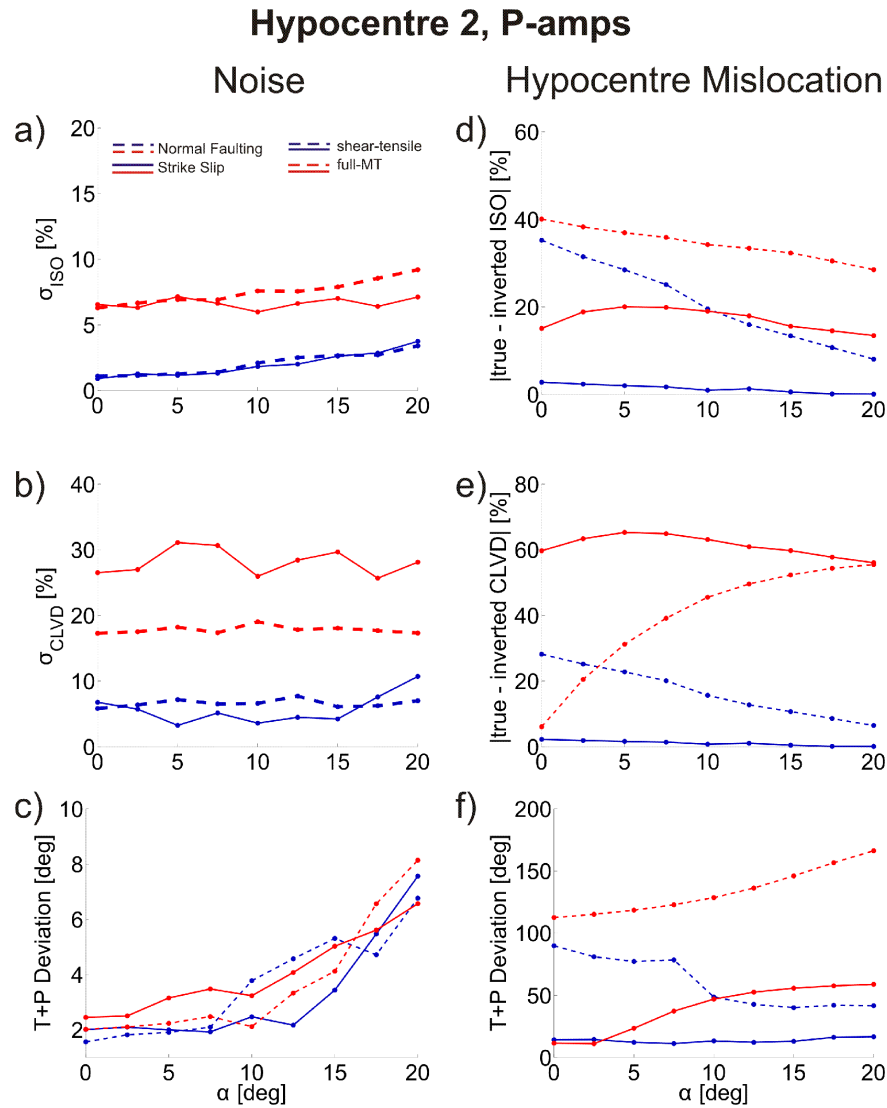 Hypocentre 2, P-amps
Noise
Hypocentre Mislocation
a)
20
15
10
5
0
σISO [%]
Normal Faulting
Strike Slip
shear-tensile
full-MT
0 5 10 15 20
d)
60
40
20
0
|true - inverted ISO| [%]
0 5 10 15 20
b)
40
30
20
10
0
σCLVD [%]
0 5 10 15 20
e)
80
60
40
20
0
|true - inverted CLVD| [%]
0 5 10 15 20
c)
10
8
6
4
2
T+P Deviation [deg]
0 5 10 15 20
α [deg]
f)
200
150
100
50
0
T+P Deviation [deg]
0 5 10 15 20
α [deg]